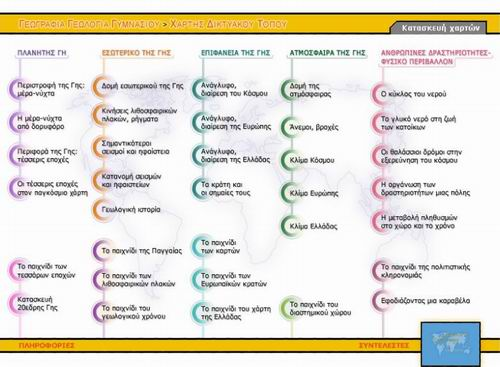 ΓΕΩΓΡΑΦΙΑ ΓΕΩΛΟΓΙΑ ΓΥΜΝΑΣΙΟΥ > ΧΑΡΤΗΣ ΔΙΚΤΥΑΚΟΥ ΤΟΠΟΥ
Κατασκευή χαρτών
ΠΛΑΝΗΤΗΣ ΓΗ
Περιστροφή της Γης:
μέρα-νύχτα
Η μέρα-νύχτα
από δορυφόρο
Περιφορά της Γης:
τέσσερις εποχές
Οι τέσσερις εποχές
στον παγκόσμιο χάρτη
Το παιχνίδι των
τεσσάρων εποχών
Κατασκευή
20εδρης Γης
ΕΣΩΤΕΡΙΚΟ ΤΗΣ ΓΗΣ
Δομή εσωτερικού της Γης
Κινήσεις λιθοσφαιρικών
πλακών, ρήγματα
Σημαντικότεροι
σεισμοί και ηφαίστεια
Κατανομή σεισμών
και ηφαιστείων
Γεωλογική ιστορία
Το παιχνίδι της Παγγαίας
Το παιχνίδι των
λιθοσφαιρικών πλακών
Το παιχνίδι του
γεωλογικού χρόνου
ΕΠΙΦΑΝΕΙΑ ΤΗΣ ΓΗΣ
Ανάγλυφο,
διαίρεση του Κόσμου
Ανάγλυφο,
διαίρεση της Ευρώπης
Ανάγλυφο,
διαίρεση της Ελλάδας
Τα κράτη και
οι σημαίες τους
Το παιχνίδι
των καρτών
Το παιχνίδι των
Ευρωπαϊκών κρατών
Το παιχνίδι του χάρτη
της Ελλάδας
ΑΤΜΟΣΦΑΙΡΑ ΤΗΣ ΓΗΣ
Δομή της
ατμόσφαιρας
Άνεμοι, βροχές
Κλίμα Κόσμου
Κλίμα Ευρώπης
Κλίμα Ελλάδας
Το παιχνίδι του
διαστημικού χώρου
ΑΝΘΡΩΠΙΝΕΣ ΔΡΑΣΤΗΡΙΟΤΗΤΕΣ-
ΦΥΣΙΚΟ ΠΕΡΙΒΑΛΛΟΝ
Ο κύκλος του νερού
Το γλυκό νερό στη ζωή
των κατοίκων
Οι θαλάσσιοι δρόμοι στην
εξερεύνηση του κόσμου
Η οργάνωση των
δραστηριοτήτων μιας πόλης
Η μεταβολή πληθυσμών
στο χώρο και το χρόνο
Το παιχνίδι της πολιτιστικής
κληρονομιάς
Εφοδιάζοντας μια καραβέλα
ΠΛΗΡΟΦΟΡΙΕΣ
ΣΥΝΤΕΛΕΣΤΕΣ